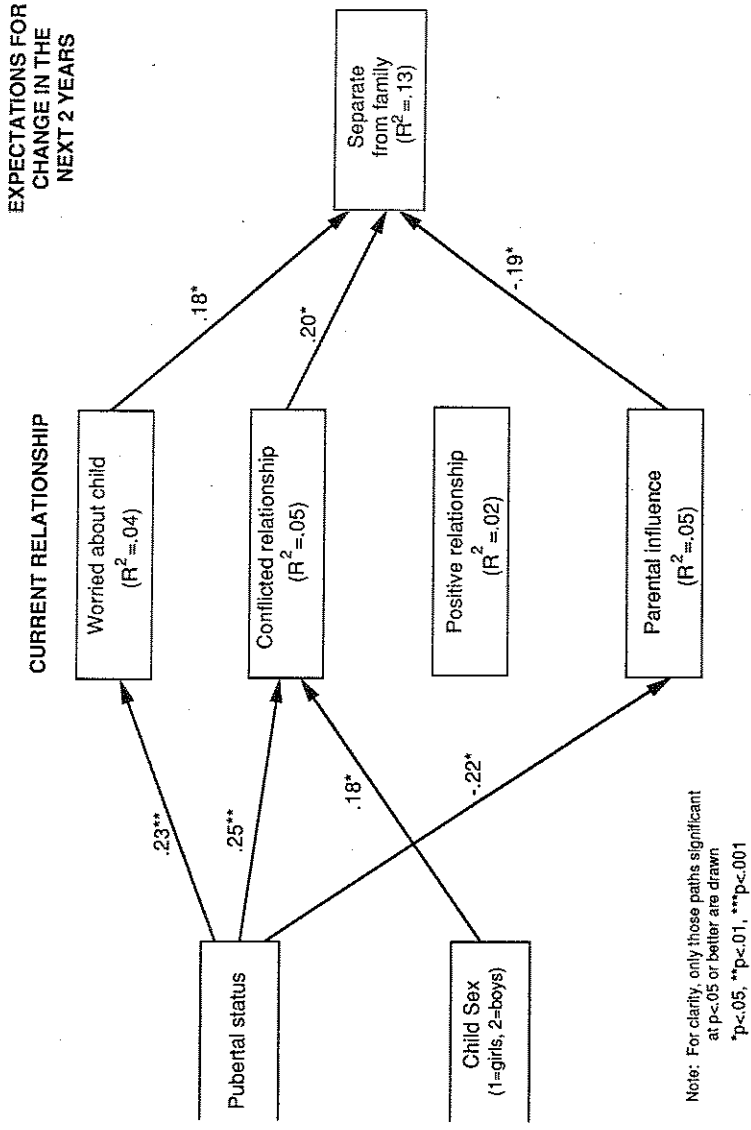 EXPECTATIONS FOR
CHANGE IN THE
NEXT 2 YEARS
CURRENT RELATIONSHIP
Pubertal status
Child Sex
(1=girls, 2=boys)
.23**
.25**
.18*
-.22*
Worried about child
(R²=.04)
Conflicted relationship
(R²=.05)
Positive relationship
(R²=.02)
Parental influence
(R²=.05)
.18*
.20*
-.19*
Separate
from family
(R²=.13)
Note: For clarity, only those paths significant
at p<.05 or better are drawn
*p<.05, **p<.01, ***p<.001